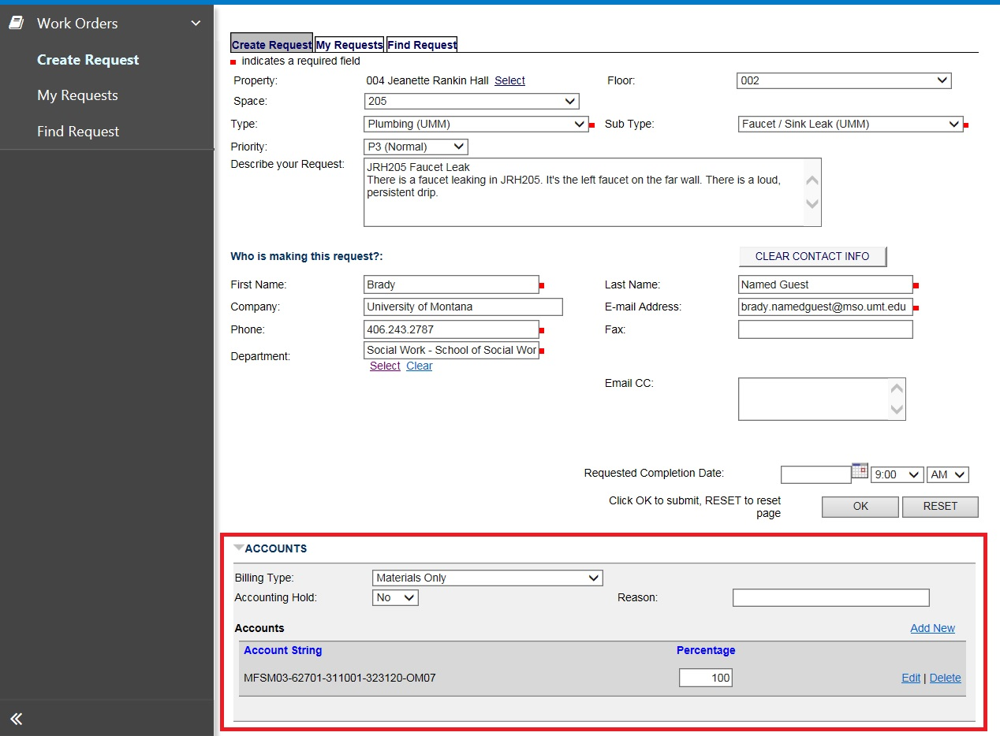 Work Orders
Create Request
My Requests
Find Request
Create Request My Requests Find Request
indicates a required field
Property: 004 Jeanette Rankin Hall Select Floor: 002
Space: 205
Type: Plumbing (UMM) Sub Type: Faucet / Sink Leak (UMM)
Priority: P3 (Normal)
Describe your Request: JRH205 Faucet Leak
There is a faucet leaking in JRH205. It's the left faucet on the far wall. There is a loud,
persistent drip.
Who is making this request?: CLEAR CONTACT INFO
First Name: Brady Last Name: Named Guest
Company: University of Montana E-mail Address: brady.namedguest@mso.umt.edu
Phone: 406.243.2787 Fax:
Department: Social Work - School of Social Wor
Select Clear
Email CC:
Requested Completion Date: 9:00 AM
Click OK to submit, RESET to reset
page OK RESET
ACCOUNTS
Billing Type: Materials Only
Accounting Hold: No Reason:
Accounts Add New
Account String Percentage
MFSM03-62701-311001-323120-OM07 100 Edit | Delete